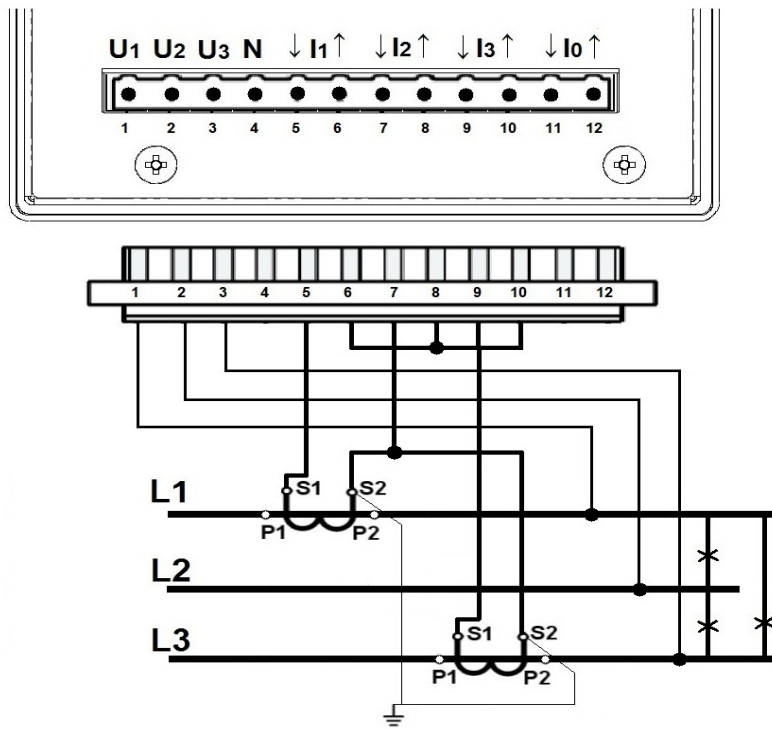 U1 U2 U3 N ↓ I1 ↑ ↓ I2 ↑ ↓ I3 ↑ ↓ I0 ↑
1 2 3 4 5 6 7 8 9 10 11 12
1 2 3 4 5 6 7 8 9 10 11 12
S1 S2
L1
P1 P2
L2
S1 S2
L3
P1 P2